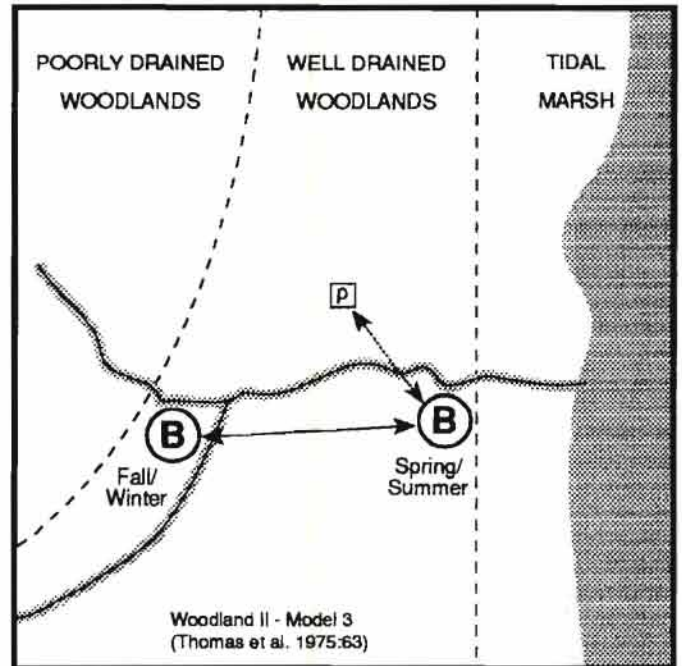 POORLY DRAINED
WOODLANDS
WELL DRAINED
WOODLANDS
TIDAL
MARSH
P
B
B
Fall/
Winter
Spring/
Summer
Woodland II - Model 3
(Thomas et al. 1975:63)